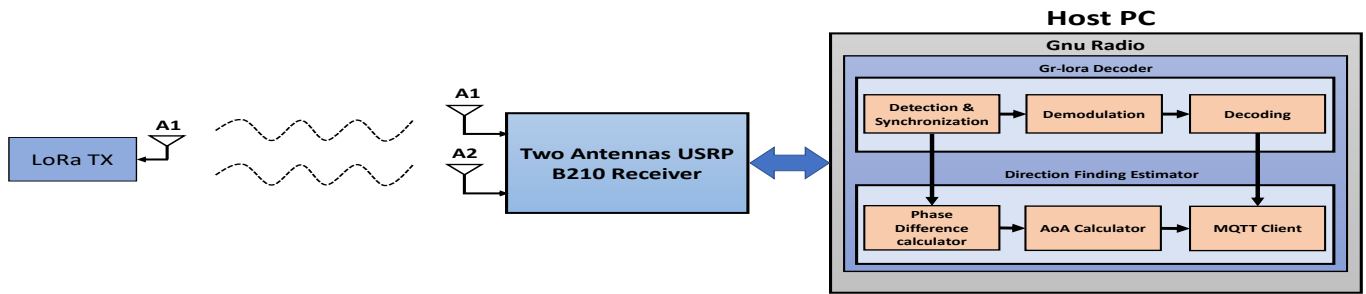 Host PC
Gnu Radio
Gr-lora Decoder
A1
LoRa TX
A1
A2
Two Antennas USRP
B210 Receiver
Detection &
Synchronization
Demodulation
Decoding
Direction Finding Estimator
Phase
Difference
calculator
AoA Calculator
MQTT Client